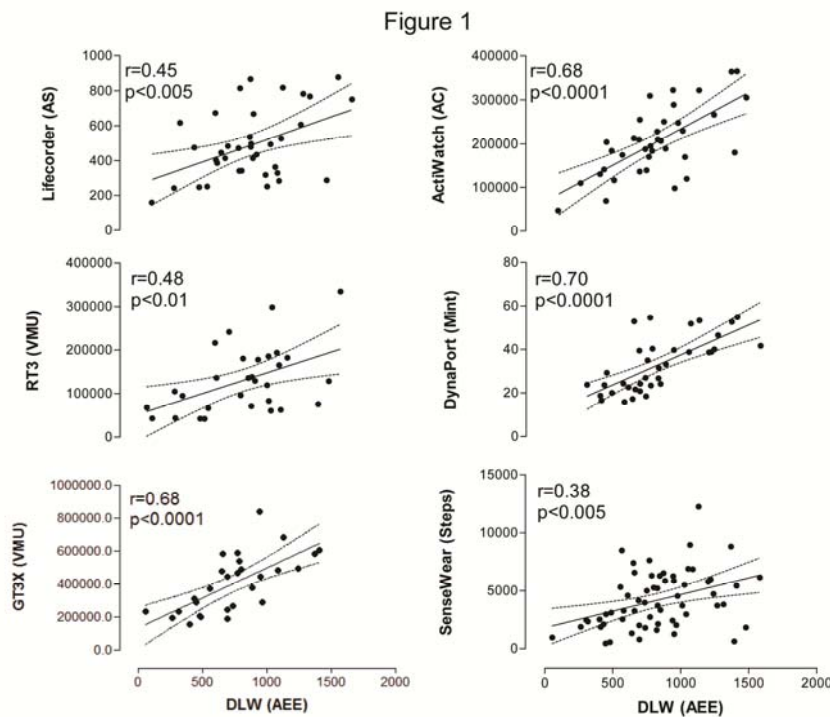 Figure 1
Lifecorder (AS)
1000
800
600
400
200
0
r=0.45
p<0.005
ActiWatch (AC)
400000
300000
200000
100000
0
r=0.68
p<0.0001
RT3 (VMU)
400000
300000
200000
100000
0
r=0.48
p<0.01
DynaPort (Mint)
80
60
40
20
0
r=0.70
p<0.0001
GT3X (VMU)
1000000.0
800000.0
600000.0
400000.0
200000.0
0.0
r=0.68
p<0.0001
0 500 1000 1500 2000
DLW (AEE)
SenseWear (Steps)
15000
10000
5000
0
r=0.38
p<0.005
0 500 1000 1500 2000
DLW (AEE)